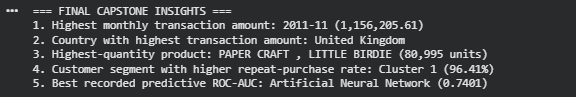 === FINAL CAPSTONE INSIGHTS ===
1. Highest monthly transaction amount: 2011-11 (1,156,205.61)
2. Country with highest transaction amount: United Kingdom
3. Highest-quantity product: PAPER CRAFT , LITTLE BIRDIE (80,995 units)
4. Customer segment with higher repeat-purchase rate: Cluster 1 (96.41%)
5. Best recorded predictive ROC-AUC: Artificial Neural Network (0.7401)